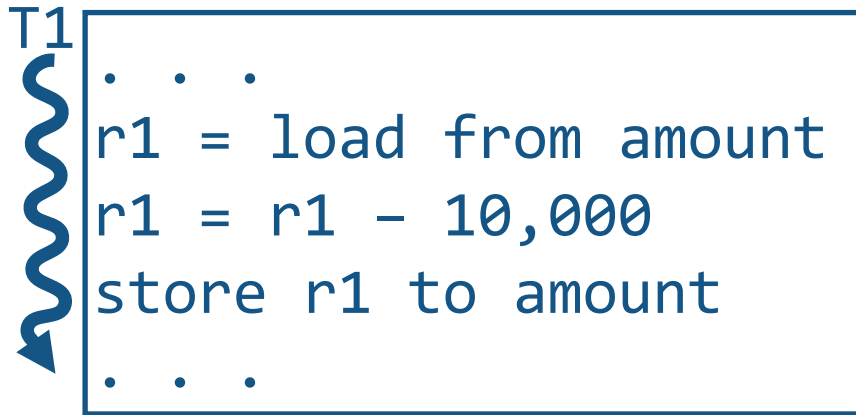 T1
. . .
r1 = load from amount
r1 = r1 – 10,000
store r1 to amount
. . .